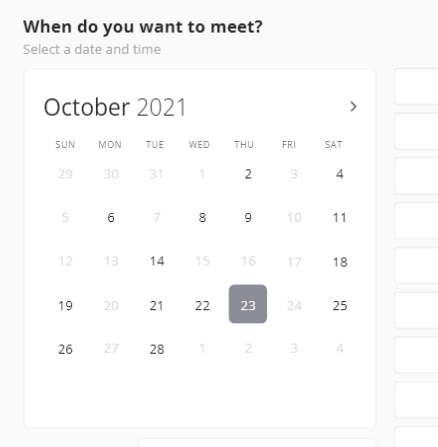 When do you want to meet?
Select a date and time
October 2021
SUN MON TUE WED THU FRI SAT
29 30 31 1 2 3 4
5 6 7 8 9 10 11
12 13 14 15 16 17 18
19 20 21 22 23 24 25
26 27 28 1 2 3 4